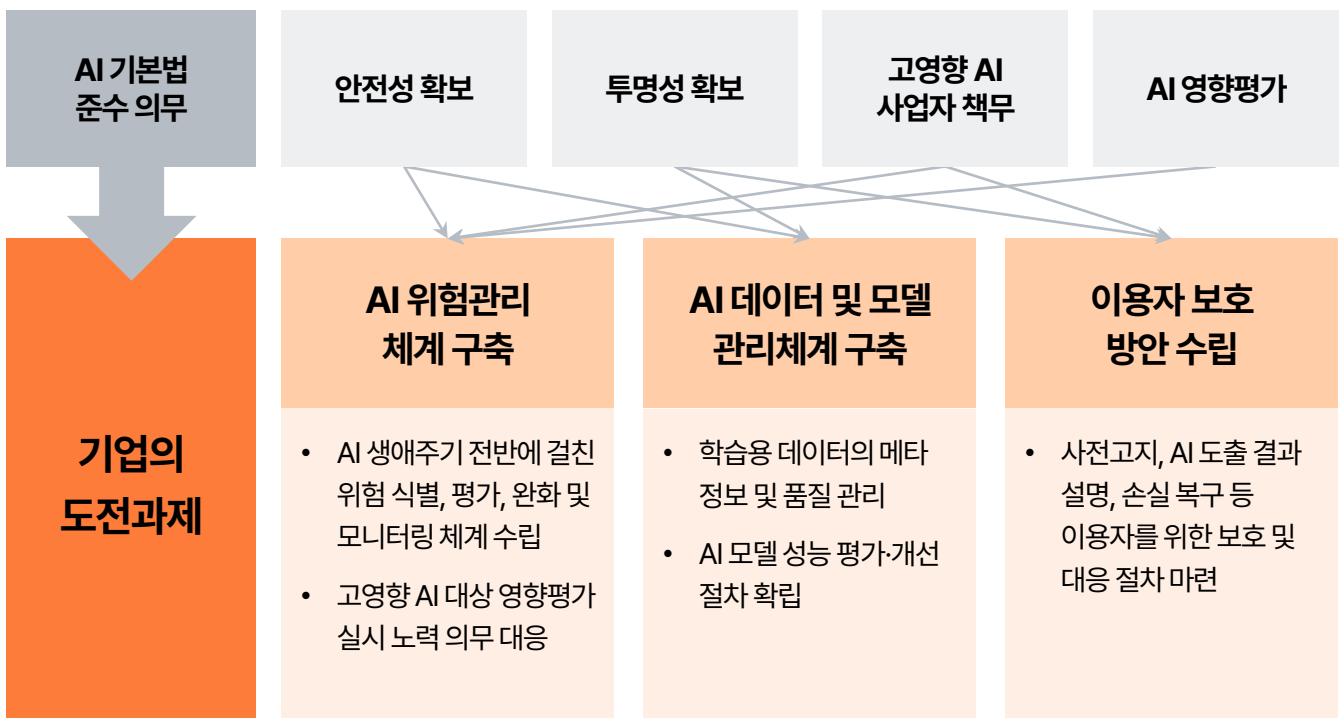 AI 기본법
준수 의무
안전성 확보
투명성 확보
고영향 AI
사업자 책무
AI 영향평가
기업의
도전과제
AI 위험관리
체계 구축
• AI 생애주기 전반에 걸친
위험 식별, 평가, 완화 및
모니터링 체계 수립
• 고영향 AI 대상 영향평가
실시 노력 의무 대응
AI 데이터 및 모델
관리체계 구축
• 학습용 데이터의 메타
정보 및 품질 관리
• AI 모델 성능 평가·개선
절차 확립
이용자 보호
방안 수립
• 사전고지, AI 도출 결과
설명, 손실 복구 등
이용자를 위한 보호 및
대응 절차 마련